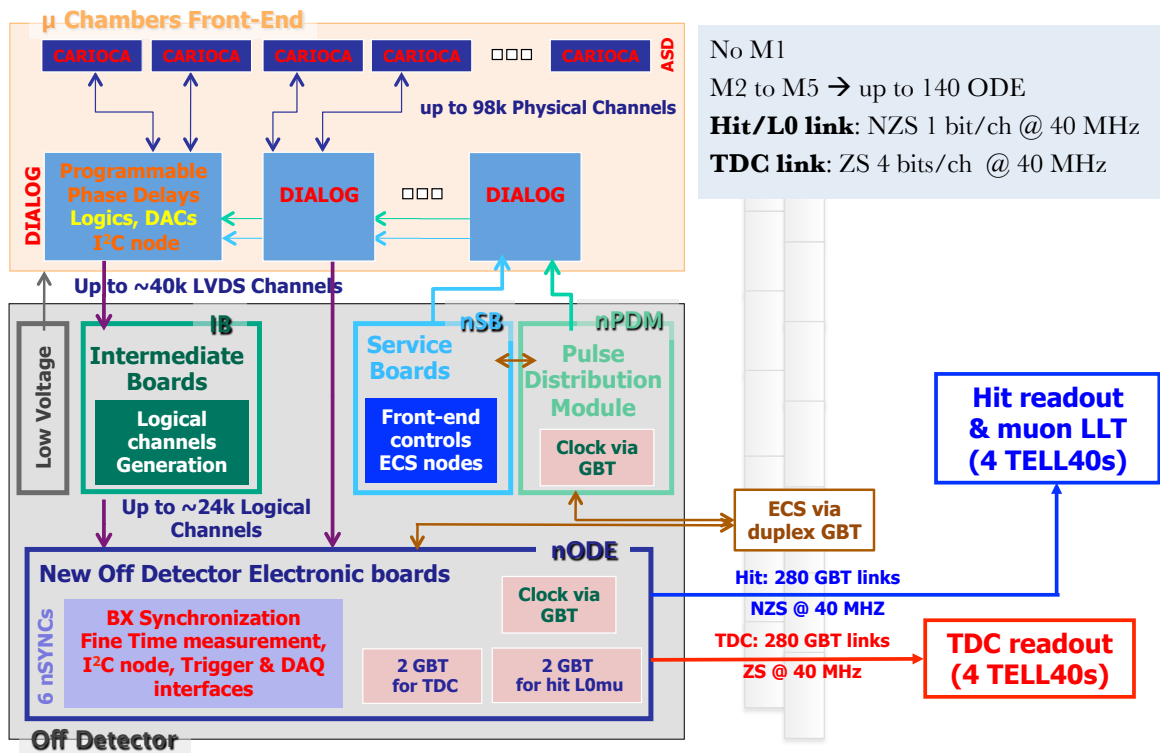 μ Chambers Front-End
CARIOCA
CARIOCA
CARIOCA
CARIOCA
□□□
CARIOCA
ASD
up to 98k Physical Channels
DIALOG
Programmable
Phase Delays
Logics, DACs
I²C node
DIALOG
□□□
DIALOG
No M1
M2 to M5 → up to 140 ODE
Hit/L0 link: NZS 1 bit/ch @ 40 MHz
TDC link: ZS 4 bits/ch @ 40 MHz
Up to ~40k LVDS Channels
Low Voltage
IB
Intermediate
Boards
Logical
channels
Generation
nSB
Service
Boards
Front-end
controls
ECS nodes
nPDM
Pulse
Distribution
Module
Clock via
GBT
Up to ~24k Logical
Channels
ECS via
duplex GBT
Hit readout
& muon LLT
(4 TELL40s)
nODE
New Off Detector Electronic boards
6 nSYNCs
BX Synchronization
Fine Time measurement,
I²C node, Trigger & DAQ
interfaces
Clock via
GBT
2 GBT
for TDC
2 GBT
for hit L0mu
Hit: 280 GBT links
NZS @ 40 MHZ
TDC: 280 GBT links
ZS @ 40 MHz
TDC readout
(4 TELL40s)
Off Detector